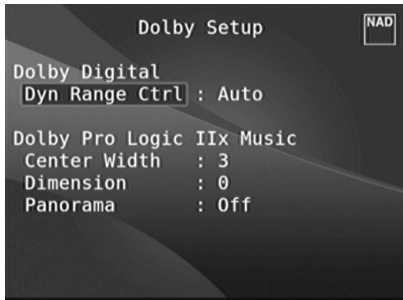 Dolby Setup
NAD
Dolby Digital
Dyn Range Ctrl : Auto
Dolby Pro Logic IIx Music
Center Width : 3
Dimension : 0
Panorama : Off